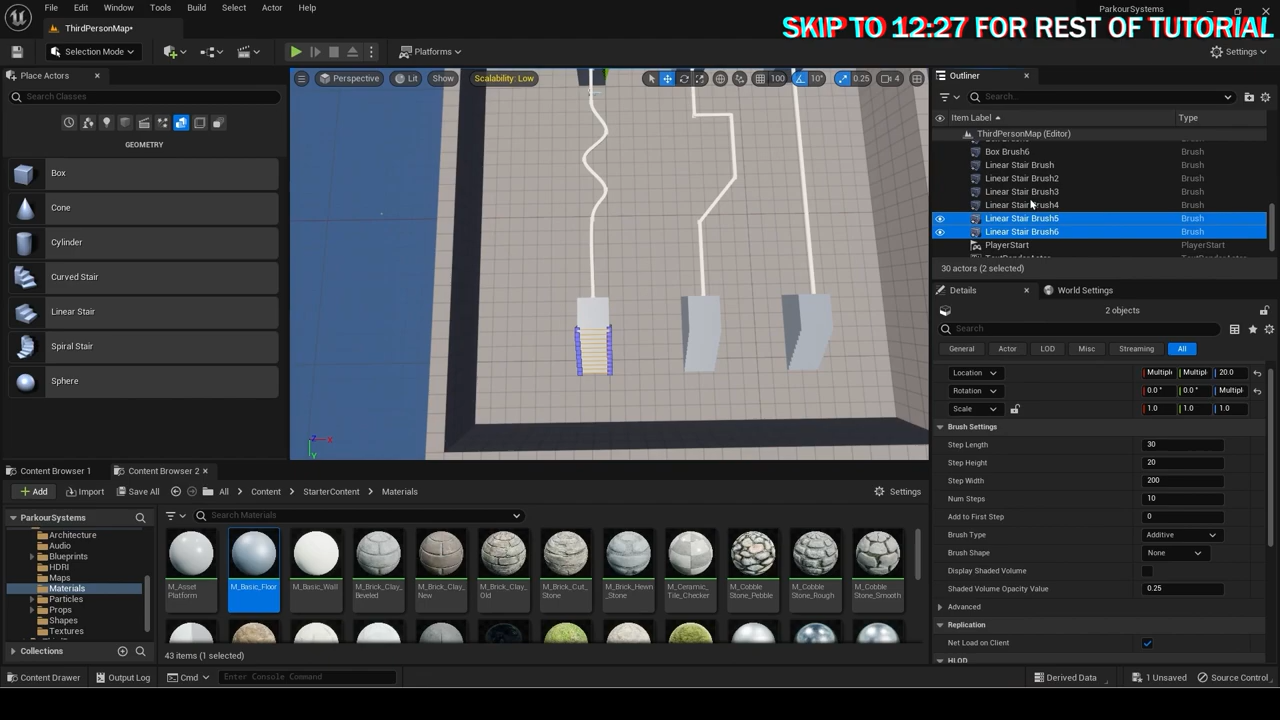 File Edit Window Tools Build Select Actor Help
ParkourSystems
ThirdPersonMap•
SKIP TO 12:27 FOR REST OF TUTORIAL
Selection Mode
Platforms
Settings
Place Actors
Search Classes
GEOMETRY
Box
Cone
Cylinder
Curved Stair
Linear Stair
Spiral Stair
Sphere
Perspective Lit Show Scalability: Low
100 10° 0.25 4
Outliner
Search...
Item Label Type
ThirdPersonMap (Editor)
Box Brush6 Brush
Linear Stair Brush Brush
Linear Stair Brush2 Brush
Linear Stair Brush3 Brush
Linear Stair Brush4 Brush
Linear Stair Brush5 Brush
Linear Stair Brush6 Brush
PlayerStart PlayerStart
30 actors (2 selected)
Details
World Settings
2 objects
Search
General Actor LOD Misc Streaming All
Location Multipl Multipl 20.0
Rotation 0.0 ° 0.0 ° Multipl
Scale 1.0 1.0 1.0
Brush Settings
Step Length 30
Step Height 20
Step Width 200
Num Steps 10
Add to First Step 0
Brush Type Additive
Brush Shape None
Display Shaded Volume
Shaded Volume Opacity Value 0.25
Advanced
Replication
Net Load on Client
HLOD
Content Browser 1
Content Browser 2
Add Import Save All All Content StarterContent Materials Settings
ParkourSystems
Architecture
Audio
Blueprints
HDRI
Maps
Materials
Particles
Props
Shapes
Textures
Collections
Search Materials
M_Asset Platform
M_Basic_Floor
M_Basic_Wall
M_Brick_Clay_Beveled
M_Brick_Clay_New
M_Brick_Clay_Old
M_Brick_Cut_Stone
M_Brick_Hewn_Stone
M_Ceramic_Tile_Checker
M_Cobble Stone_Pebble
M_Cobble Stone_Rough
M_Cobble Stone_Smooth
43 items (1 selected)
Content Drawer Output Log Cmd Enter Console Command
Derived Data 1 Unsaved Source Control